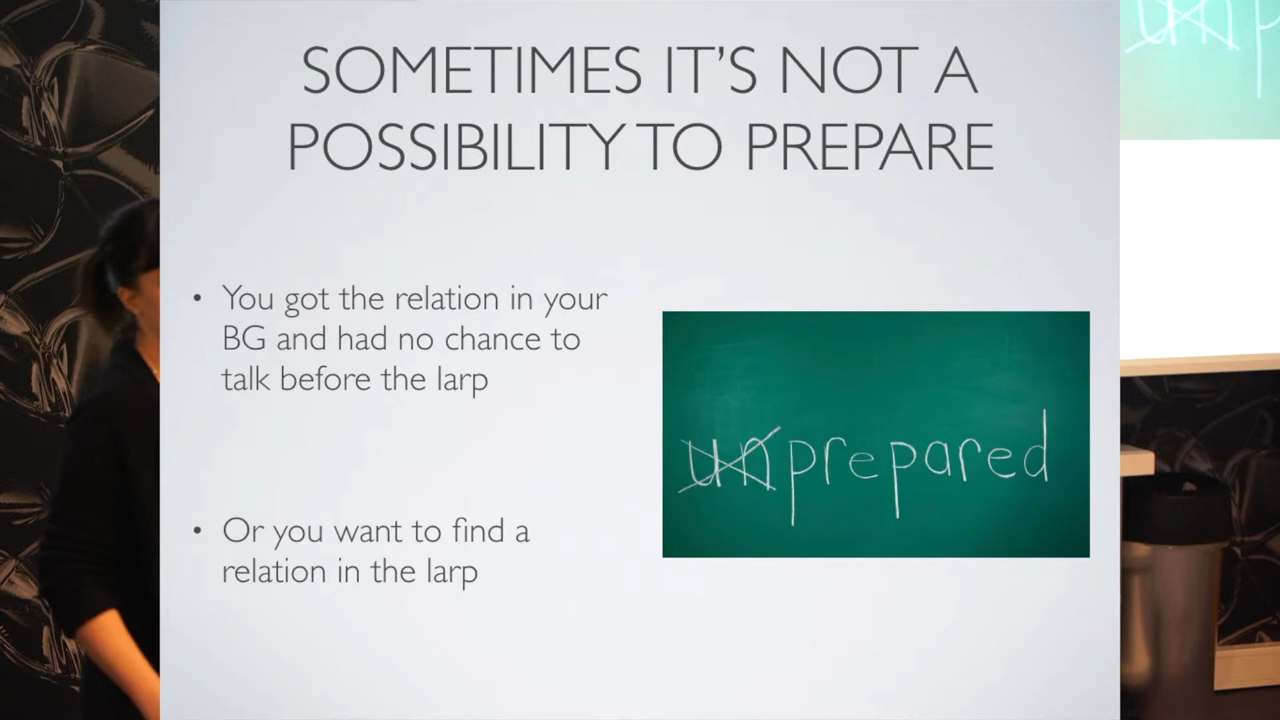 SOMETIMES IT'S NOT A
POSSIBILITY TO PREPARE
• You got the relation in your
BG and had no chance to
talk before the larp
• Or you want to find a
relation in the larp
unprepared
un p